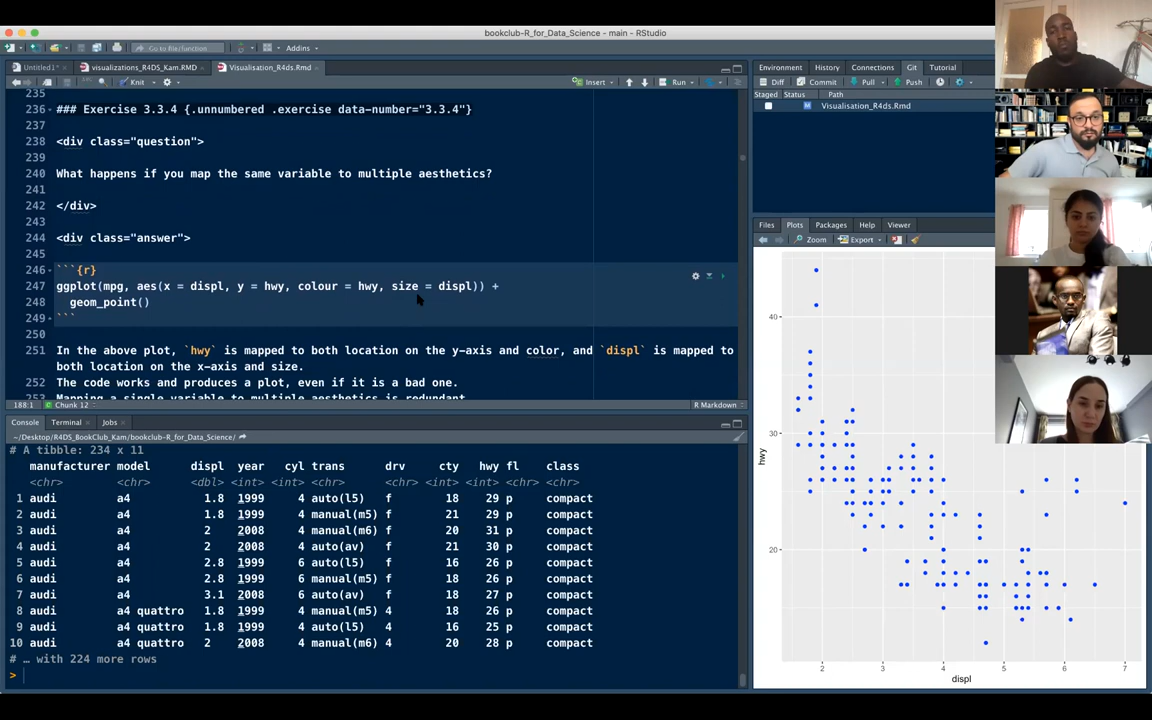 bookclub-R_for_Data_Science - main - RStudio
Go to file/function
Addins
Untitled1*
visualizations_R4DS_Kam.RMD
Visualisation_R4ds.Rmd
Knit
Insert
Run
235
236 ### Exercise 3.3.4 {.unnumbered .exercise data-number="3.3.4"}
237
238 <div class="question">
239
240 What happens if you map the same variable to multiple aesthetics?
241
242 </div>
243
244 <div class="answer">
245
246 ```{r}
247 ggplot(mpg, aes(x = displ, y = hwy, colour = hwy, size = displ)) +
248 geom_point()
249 ```
250
251 In the above plot, `hwy` is mapped to both location on the y-axis and color, and `displ` is mapped to
both location on the x-axis and size.
252 The code works and produces a plot, even if it is a bad one.
253 Mapping a single variable to multiple aesthetics is redundant.
188:1 Chunk 12
R Markdown
Console Terminal Jobs
~/Desktop/R4DS_BookClub_Kam/bookclub-R_for_Data_Science/
# A tibble: 234 x 11
manufacturer model displ year cyl trans drv cty hwy fl class
<chr> <chr> <dbl> <int> <int> <chr> <chr> <int> <int> <chr> <chr>
1 audi a4 1.8 1999 4 auto(l5) f 18 29 p compact
2 audi a4 1.8 1999 4 manual(m5) f 21 29 p compact
3 audi a4 2 2008 4 manual(m6) f 20 31 p compact
4 audi a4 2 2008 4 auto(av) f 21 30 p compact
5 audi a4 2.8 1999 6 auto(l5) f 16 26 p compact
6 audi a4 2.8 1999 6 manual(m5) f 18 26 p compact
7 audi a4 3.1 2008 6 auto(av) f 18 27 p compact
8 audi a4 quattro 1.8 1999 4 manual(m5) 4 18 26 p compact
9 audi a4 quattro 1.8 1999 4 auto(l5) 4 16 25 p compact
10 audi a4 quattro 2 2008 4 manual(m6) 4 20 28 p compact
# … with 224 more rows
>
Environment History Connections Git Tutorial
Diff Commit Pull Push
Staged Status Path
M Visualisation_R4ds.Rmd
Files Plots Packages Help Viewer
Zoom Export
40
30
20
hwy
2 3 4 5 6 7
displ